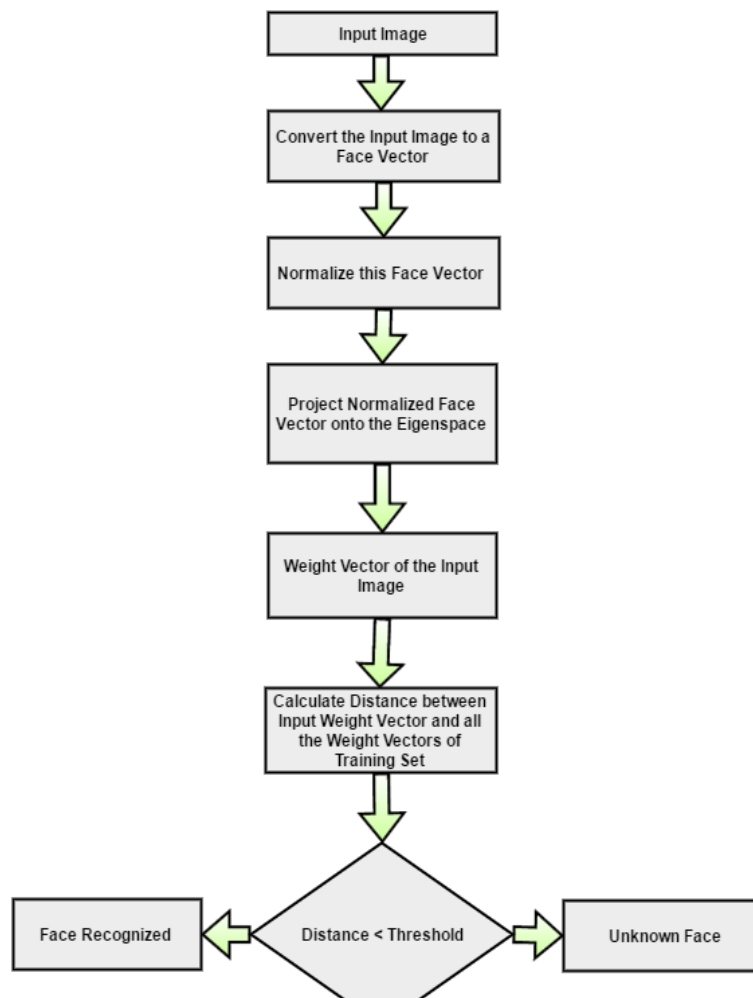 Input Image
Convert the Input Image to a
Face Vector
Normalize this Face Vector
Project Normalized Face
Vector onto the Eigenspace
Weight Vector of the Input
Image
Calculate Distance between
Input Weight Vector and all
the Weight Vectors of
Training Set
Face Recognized
Distance < Threshold
Unknown Face